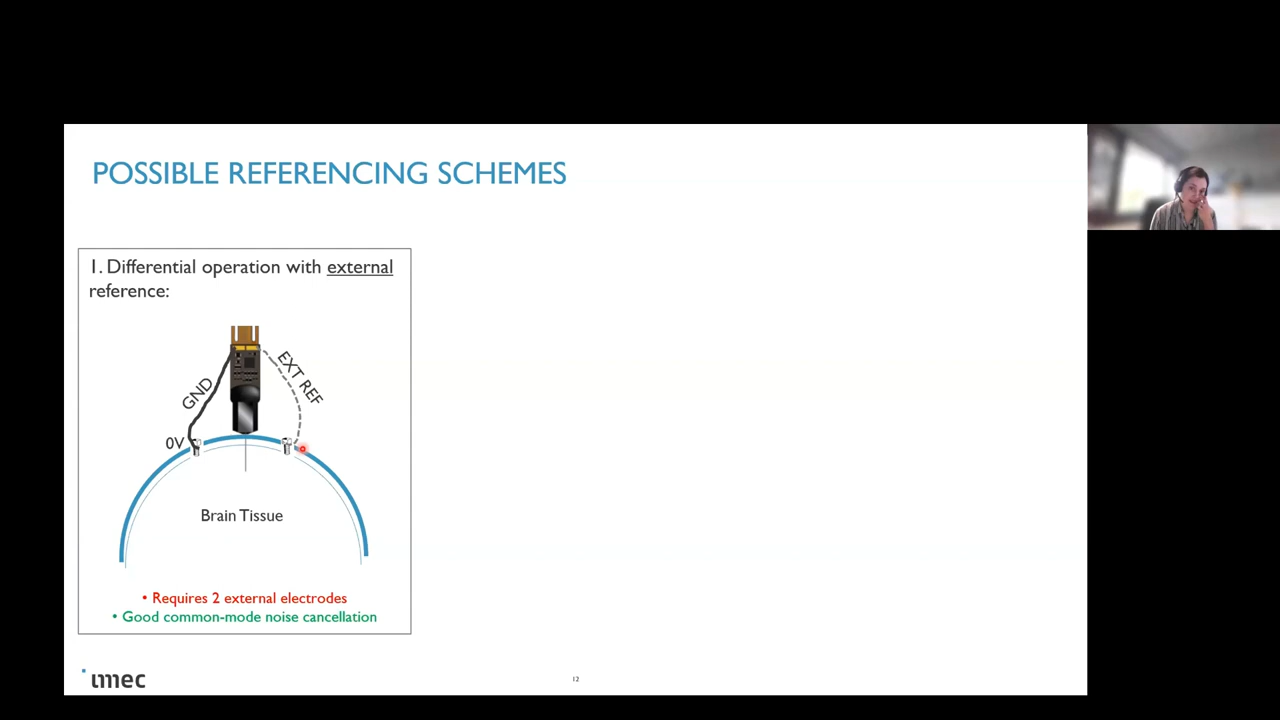 POSSIBLE REFERENCING SCHEMES
1. Differential operation with external
reference:
EXT REF
GND
0V
Brain Tissue
• Requires 2 external electrodes
• Good common-mode noise cancellation
imec
12